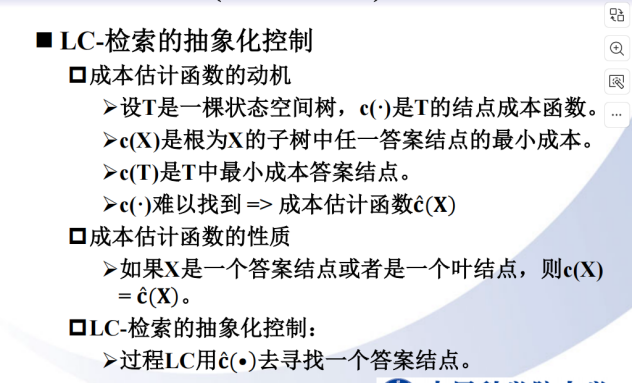 ■ LC-检索的抽象化控制
❑成本估计函数的动机
➢设T是一棵状态空间树，c(·)是T的结点成本函数。
➢c(X)是根为X的子树中任一答案结点的最小成本。
➢c(T)是T中最小成本答案结点。
➢c(·)难以找到 => 成本估计函数ĉ(X)
❑成本估计函数的性质
➢如果X是一个答案结点或者是一个叶结点，则c(X)
= ĉ(X)。
❑LC-检索的抽象化控制：
➢过程LC用ĉ(•)去寻找一个答案结点。